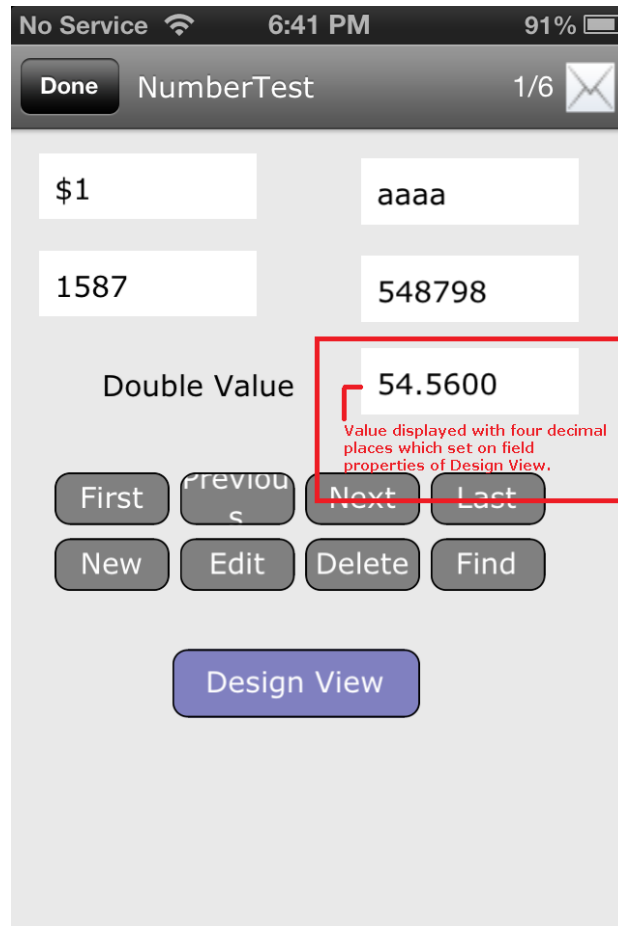 No Service 6:41 PM 91%
Done NumberTest 1/6
$1 aaaa
1587 548798
Double Value 54.5600
Value displayed with four decimal
places which set on field
properties of Design View.
First Previou Next Last
s
New Edit Delete Find
Design View